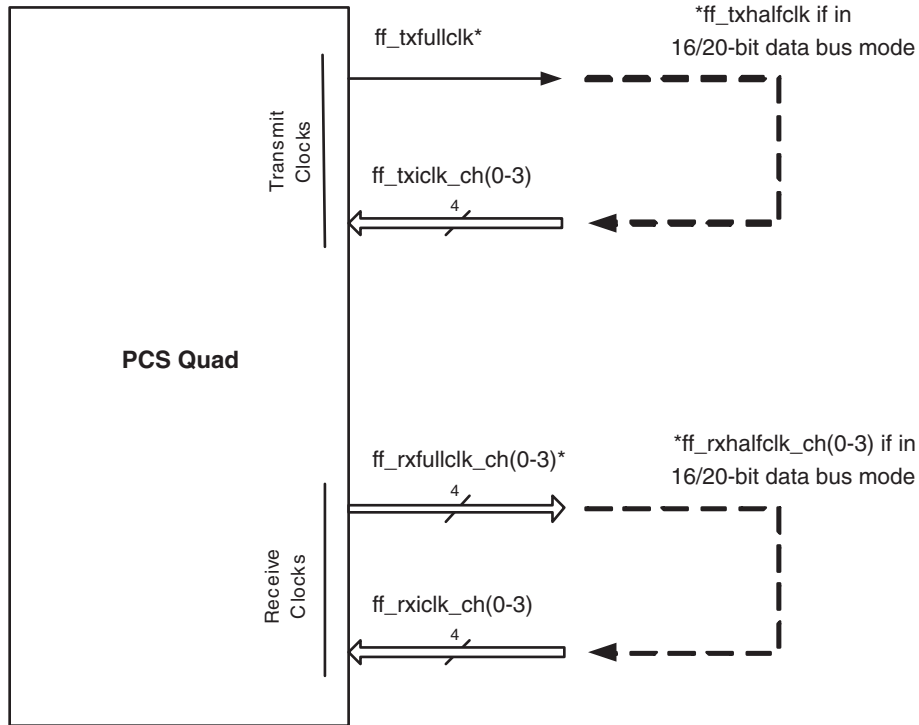 ff_txfullclk*
*ff_txhalfclk if in
16/20-bit data bus mode
Transmit
Clocks
ff_txiclk_ch(0-3)
4
PCS Quad
ff_rxfullclk_ch(0-3)*
4
*ff_rxhalfclk_ch(0-3) if in
16/20-bit data bus mode
Receive
Clocks
ff_rxiclk_ch(0-3)
4